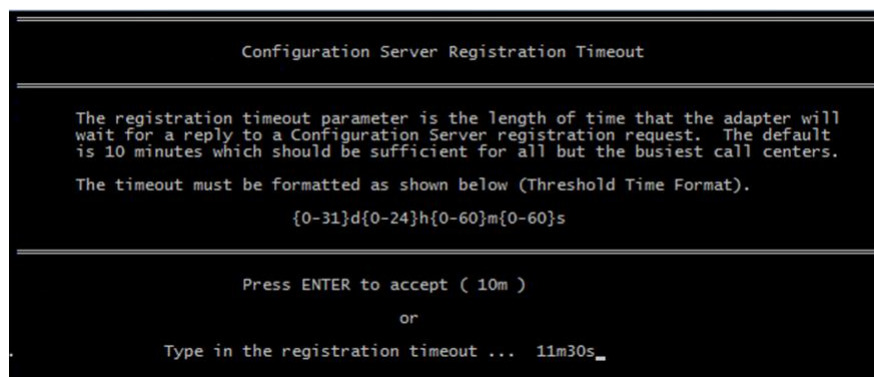 Configuration Server Registration Timeout
The registration timeout parameter is the length of time that the adapter will
wait for a reply to a Configuration Server registration request.  The default
is 10 minutes which should be sufficient for all but the busiest call centers.
The timeout must be formatted as shown below (Threshold Time Format).
{0-31}d{0-24}h{0-60}m{0-60}s
Press ENTER to accept ( 10m )
or
. Type in the registration timeout ...  11m30s_